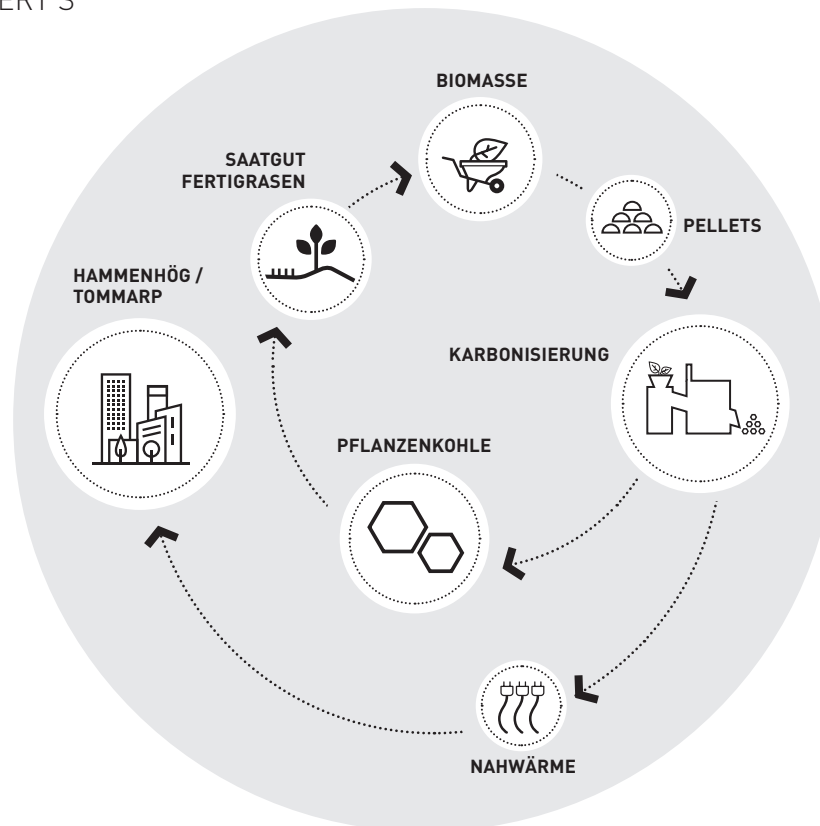 BIOMASSE
SAATGUT
FERTIGRASEN
PELLETS
HAMMENHÖG /
TOMMARP
KARBONISIERUNG
PFLANZENKOHLE
NAHWÄRME